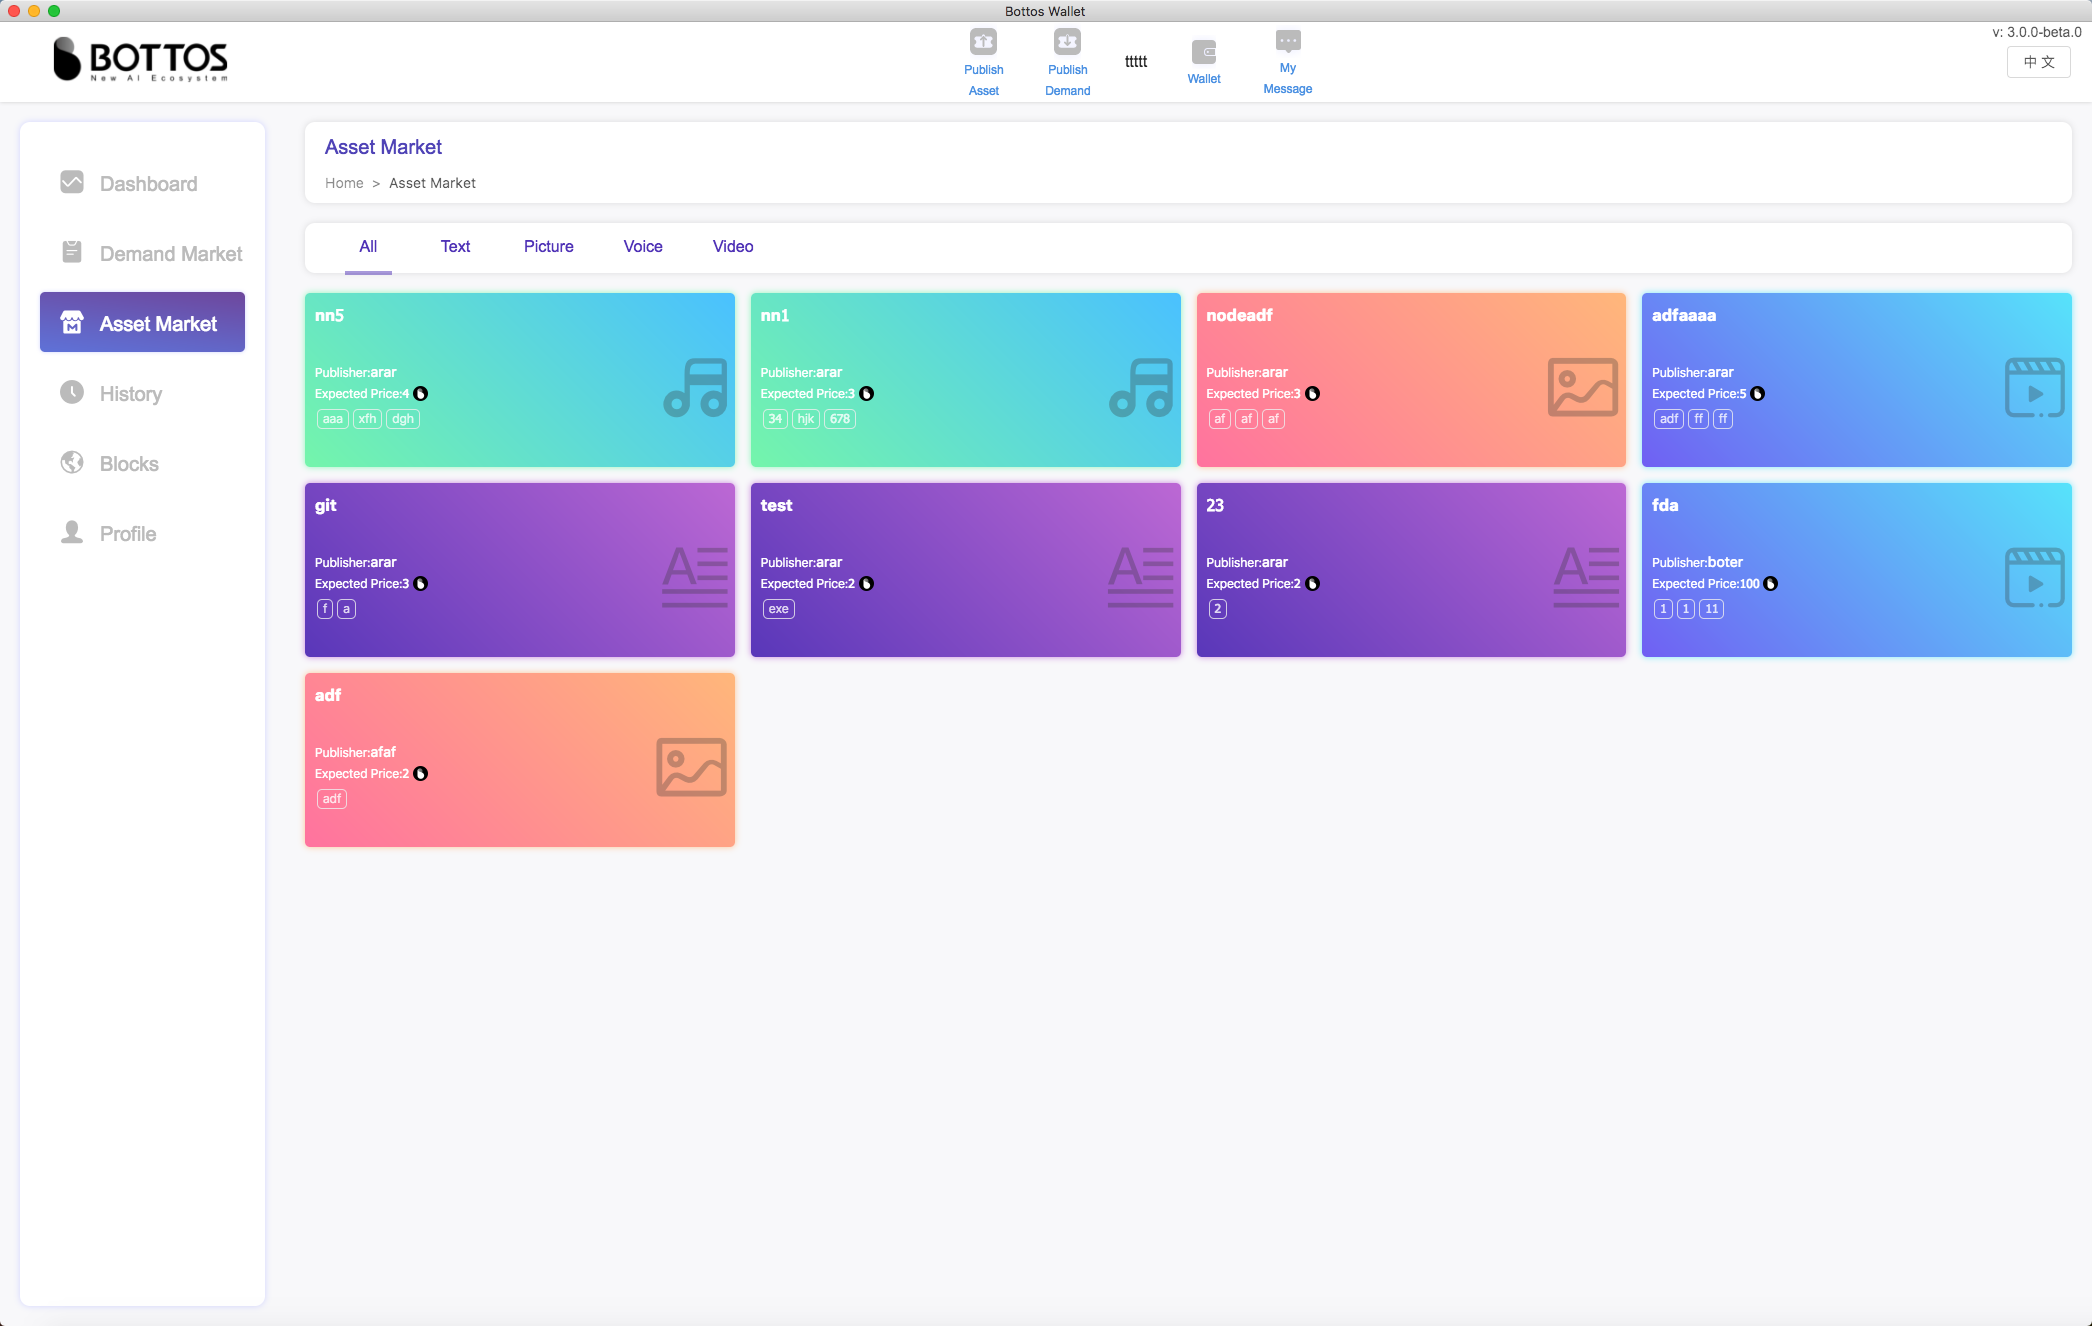 Bottos Wallet
BOTTOS
New AI Ecosystem
Publish
Asset
Publish
Demand
ttttt
Wallet
My
Message
v: 3.0.0-beta.0
中 文
Dashboard
Demand Market
Asset Market
History
Blocks
Profile
Asset Market
Home > Asset Market
All Text Picture Voice Video
nn5
Publisher:arar
Expected Price:4
aaa xfh dgh
nn1
Publisher:arar
Expected Price:3
34 hjk 678
nodeadf
Publisher:arar
Expected Price:3
af af af
adfaaaa
Publisher:arar
Expected Price:5
adf ff ff
git
Publisher:arar
Expected Price:3
f a
test
Publisher:arar
Expected Price:2
exe
23
Publisher:arar
Expected Price:2
2
fda
Publisher:boter
Expected Price:100
1 1 11
adf
Publisher:afaf
Expected Price:2
adf